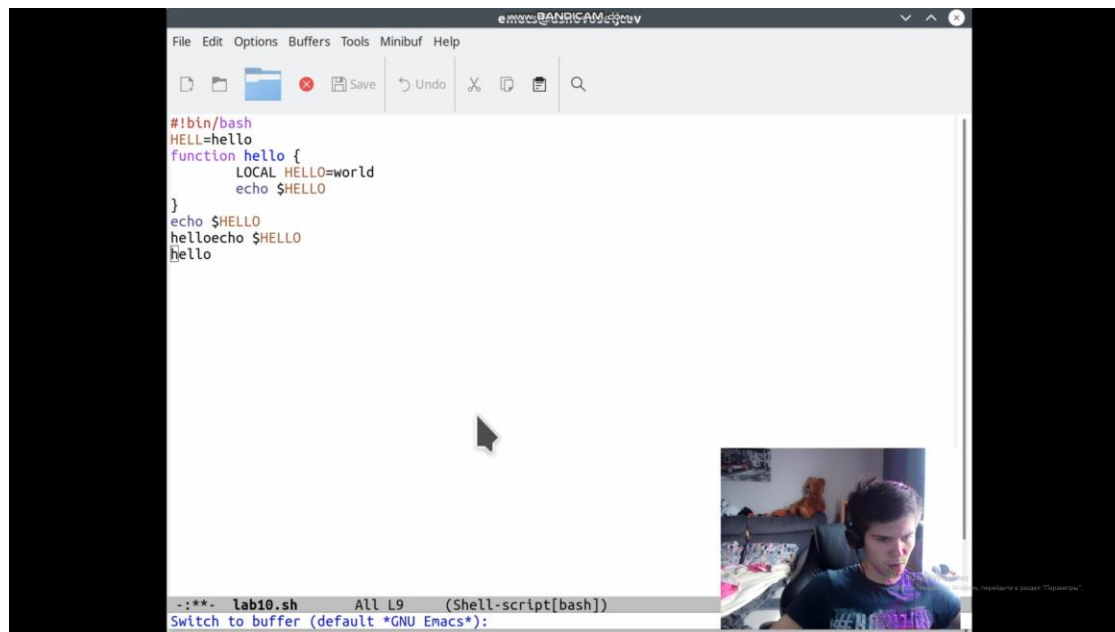 File Edit Options Buffers Tools Minibuf Help
Save Undo
#!bin/bash
HELL=hello
function hello {
LOCAL HELLO=world
echo $HELLO
}
echo $HELLO
helloecho $HELLO
hello
-:**- lab10.sh All L9 (Shell-script[bash])
Switch to buffer (default *GNU Emacs*):